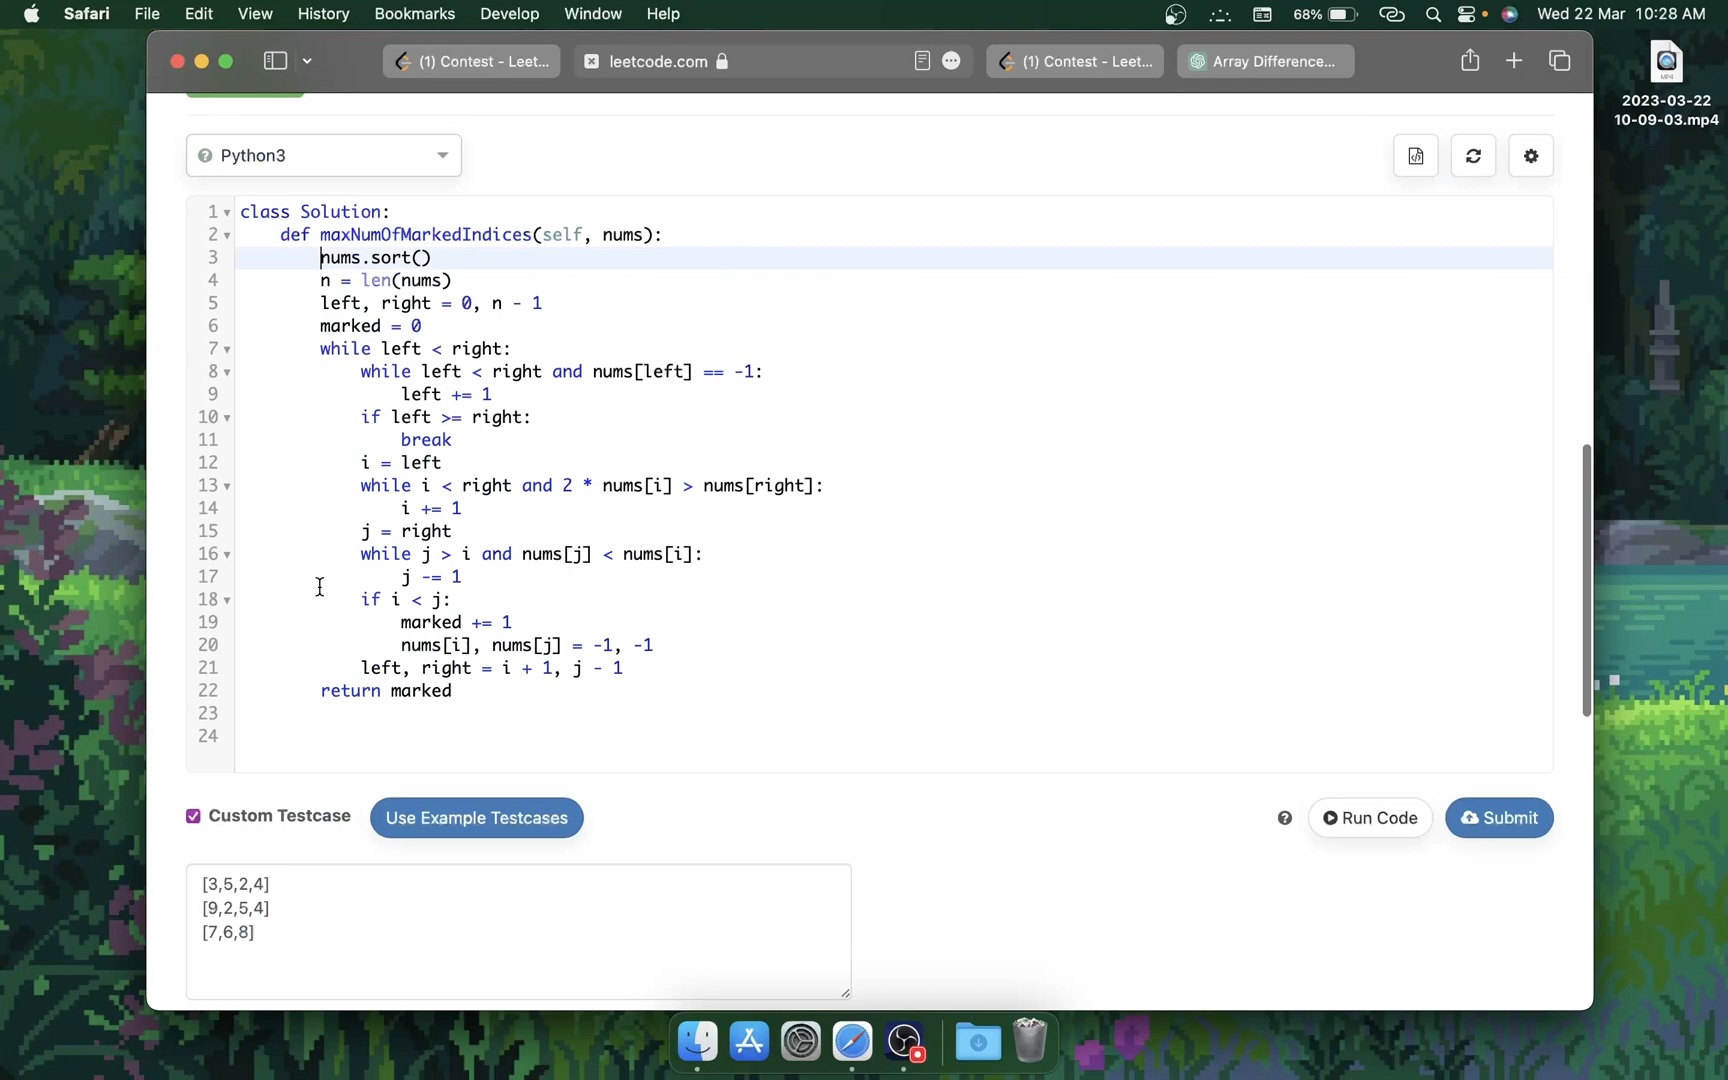 Safari File Edit View History Bookmarks Develop Window Help 68% Wed 22 Mar 10:28 AM
(1) Contest - Leet... leetcode.com (1) Contest - Leet... Array Difference...
MP4
2023-03-22
10-09-03.mp4
Python3
1 class Solution:
2 def maxNumOfMarkedIndices(self, nums):
3 nums.sort()
4 n = len(nums)
5 left, right = 0, n - 1
6 marked = 0
7 while left < right:
8 while left < right and nums[left] == -1:
9 left += 1
10 if left >= right:
11 break
12 i = left
13 while i < right and 2 * nums[i] > nums[right]:
14 i += 1
15 j = right
16 while j > i and nums[j] < nums[i]:
17 j -= 1
18 if i < j:
19 marked += 1
20 nums[i], nums[j] = -1, -1
21 left, right = i + 1, j - 1
22 return marked
23
24
Custom Testcase Use Example Testcases ? Run Code Submit
[3,5,2,4]
[9,2,5,4]
[7,6,8]